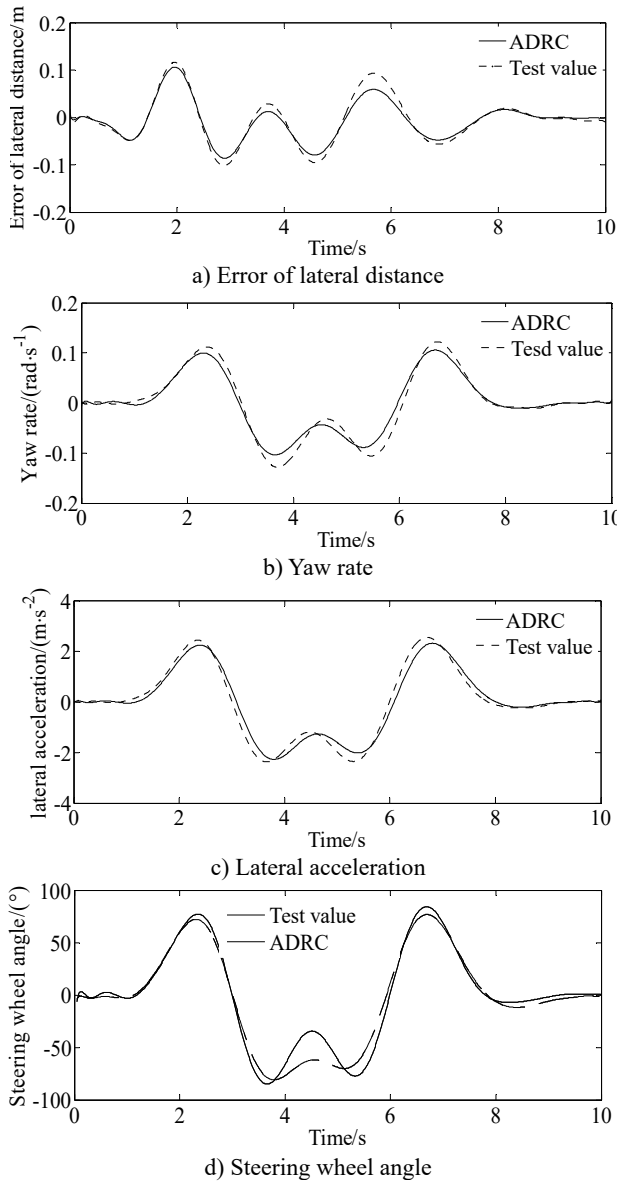 Error of lateral distance/m
0.2
0.1
0
-0.1
-0.2
ADRC
Test value
0 2 4 6 8 10
Time/s
a) Error of lateral distance
Yaw rate/(rad·s⁻¹)
0.2
0.1
0
-0.1
-0.2
ADRC
Tesd value
0 2 4 6 8 10
Time/s
b) Yaw rate
lateral acceleration/(m·s⁻²)
4
2
0
-2
-4
ADRC
Test value
0 2 4 6 8 10
Time/s
c) Lateral acceleration
Steering wheel angle/(°)
100
50
0
-50
-100
Test value
ADRC
0 2 4 6 8 10
Time/s
d) Steering wheel angle